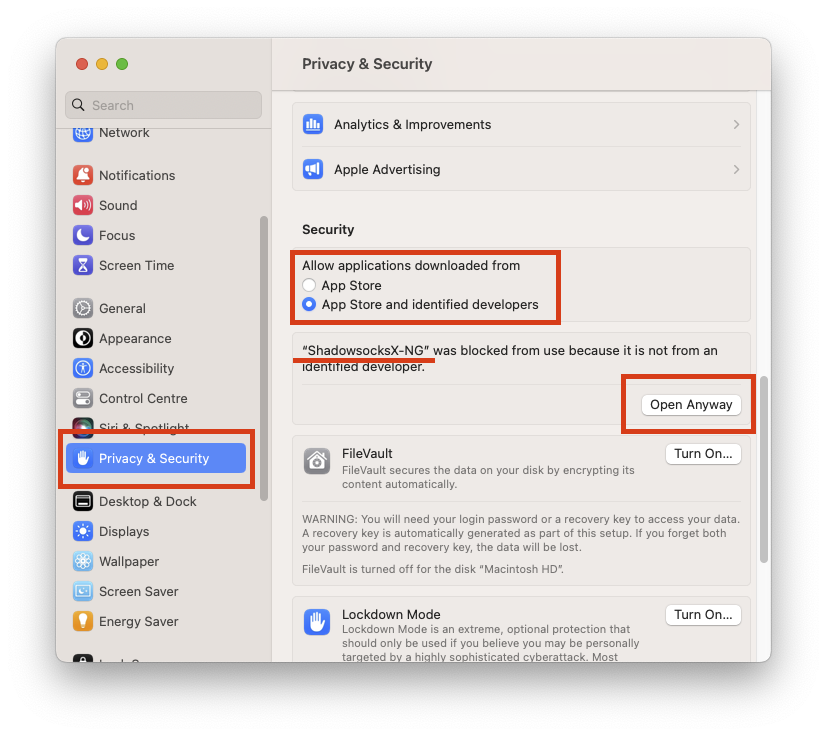 Privacy & Security
Search
Network
Notifications
Sound
Focus
Screen Time
General
Appearance
Accessibility
Control Centre
Siri & Spotlight
Privacy & Security
Desktop & Dock
Displays
Wallpaper
Screen Saver
Energy Saver
Analytics & Improvements
Apple Advertising
Security
Allow applications downloaded from
App Store
App Store and identified developers
“ShadowsocksX-NG” was blocked from use because it is not from an
identified developer.
Open Anyway
FileVault
Turn On...
FileVault secures the data on your disk by encrypting its
content automatically.
WARNING: You will need your login password or a recovery key to access your data.
A recovery key is automatically generated as part of this setup. If you forget both
your password and recovery key, the data will be lost.
FileVault is turned off for the disk “Macintosh HD”.
Lockdown Mode
Turn On...
Lockdown Mode is an extreme, optional protection that
should only be used if you believe you may be personally
targeted by a highly sophisticated cyberattack. Most